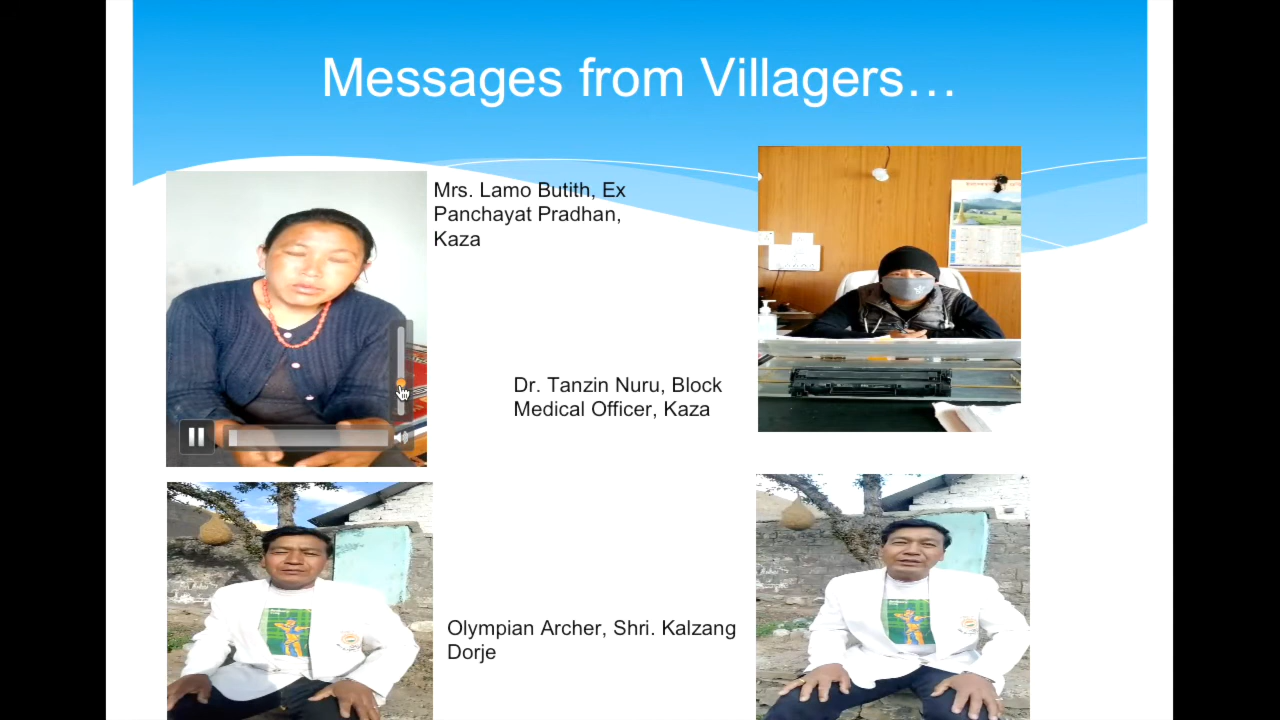 Messages from Villagers…
Mrs. Lamo Butith, Ex
Panchayat Pradhan,
Kaza
Dr. Tanzin Nuru, Block
Medical Officer, Kaza
Olympian Archer, Shri. Kalzang
Dorje